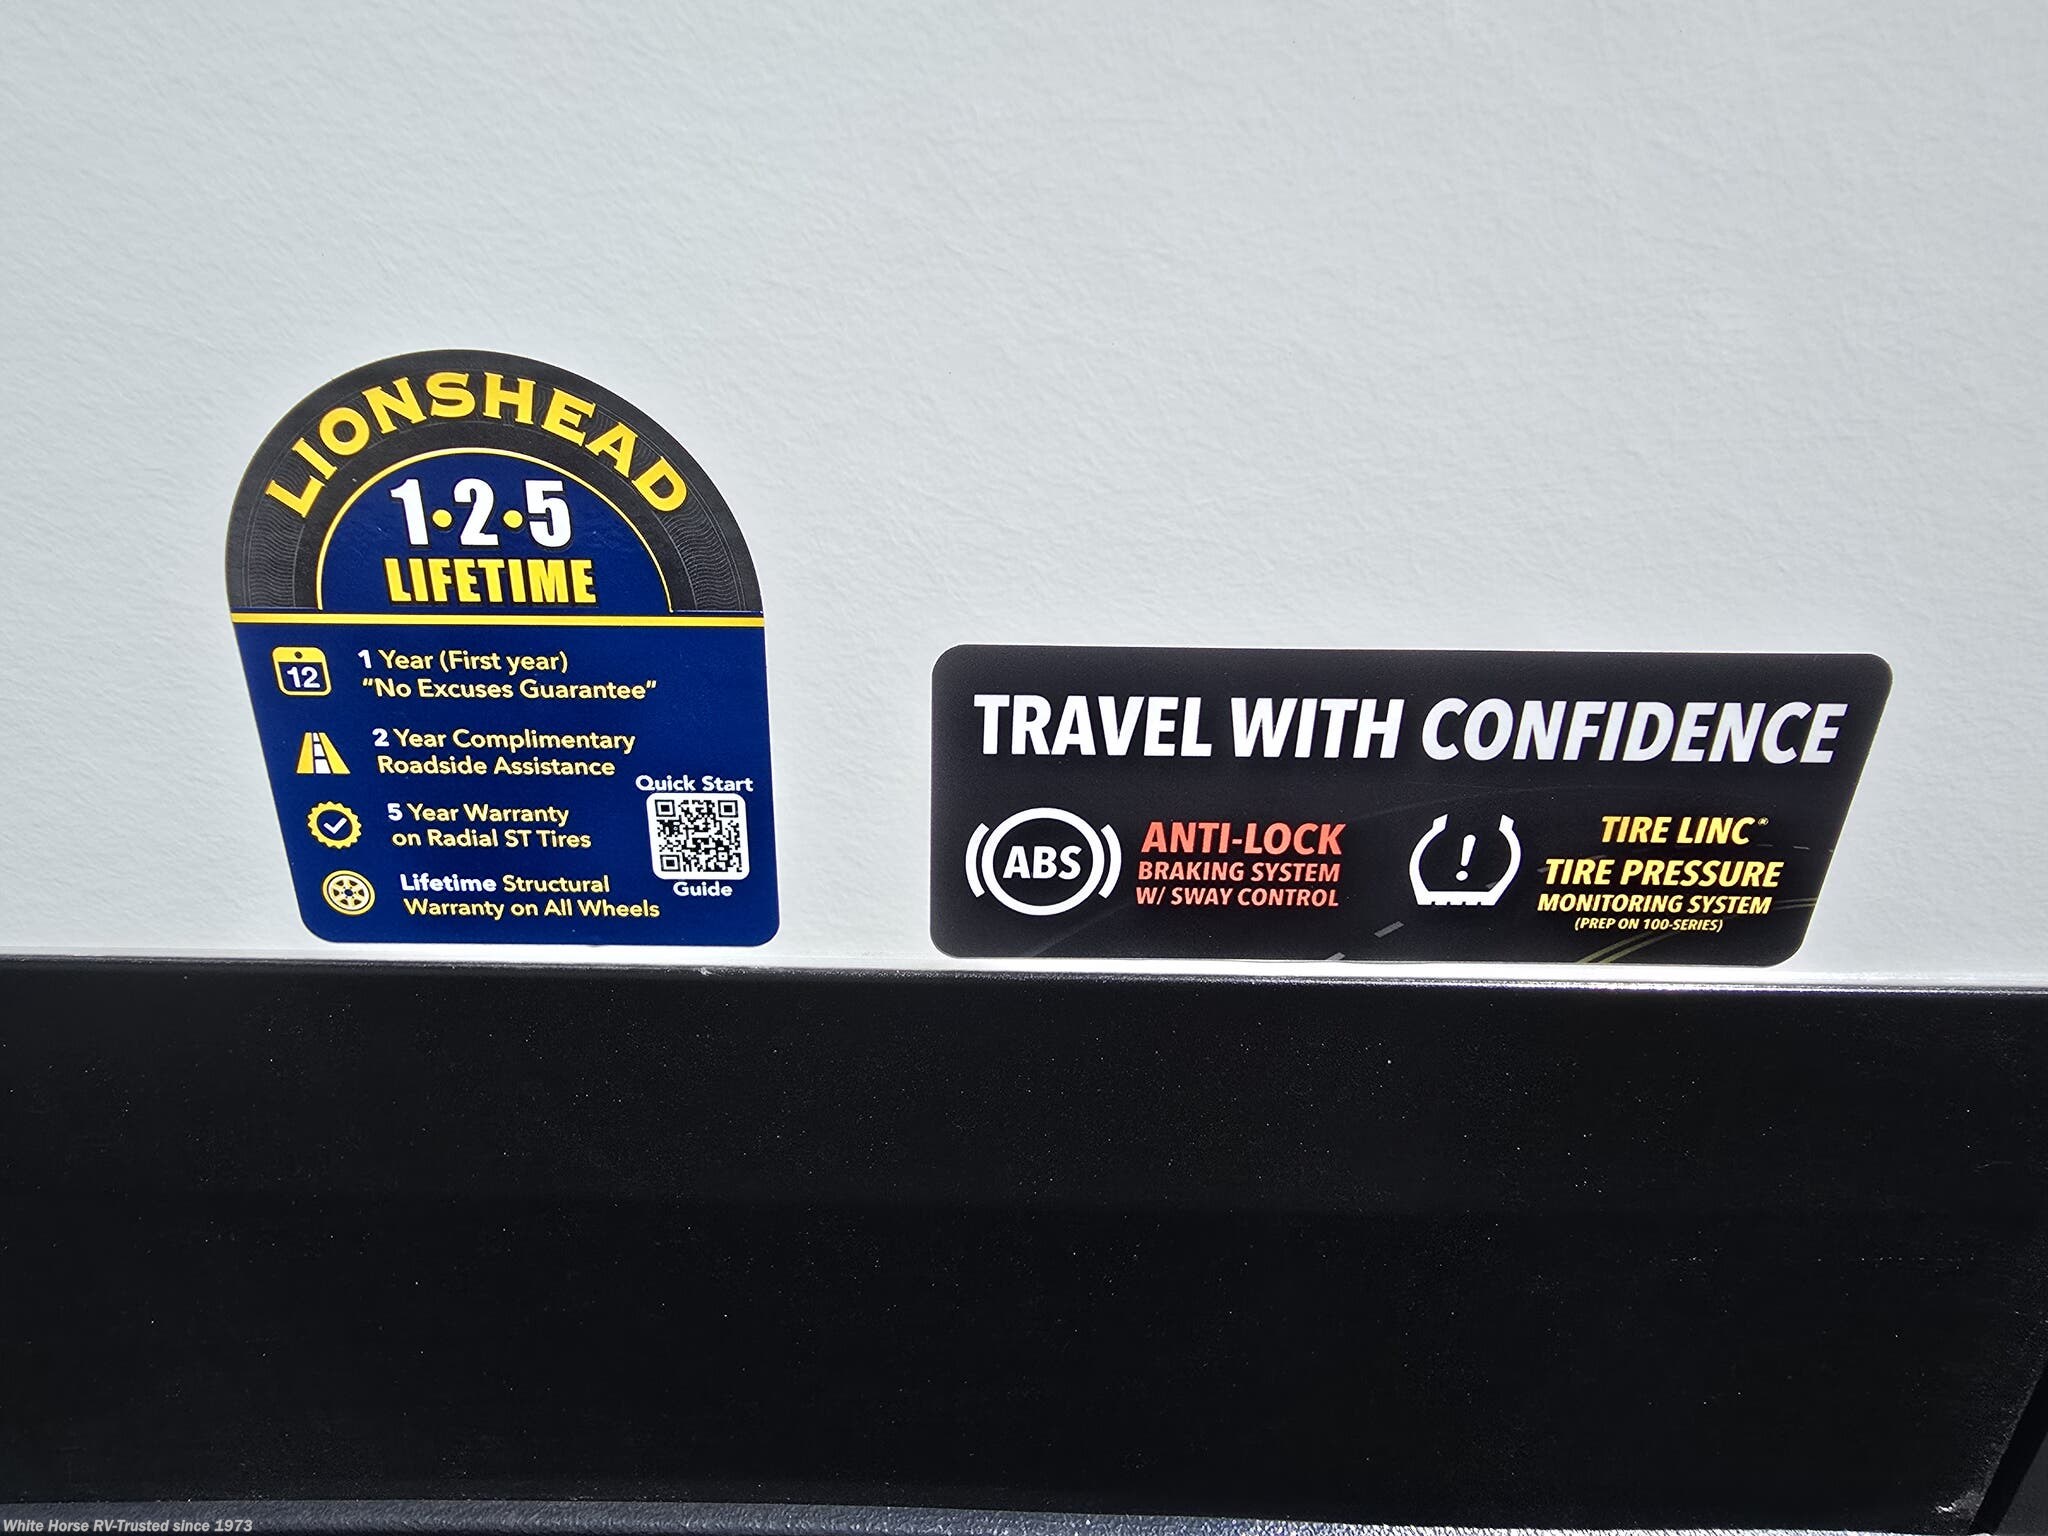 LIONSHEAD
1•2•5
LIFETIME
12
1 Year (First year)
"No Excuses Guarantee"
2 Year Complimentary
Roadside Assistance
5 Year Warranty
on Radial ST Tires
Lifetime Structural
Warranty on All Wheels
Quick Start
Guide
TRAVEL WITH CONFIDENCE
ABS
ANTI-LOCK
BRAKING SYSTEM
W/ SWAY CONTROL
!
TIRE LINC®
TIRE PRESSURE
MONITORING SYSTEM
(PREP ON 100-SERIES)
White Horse RV-Trusted since 1973